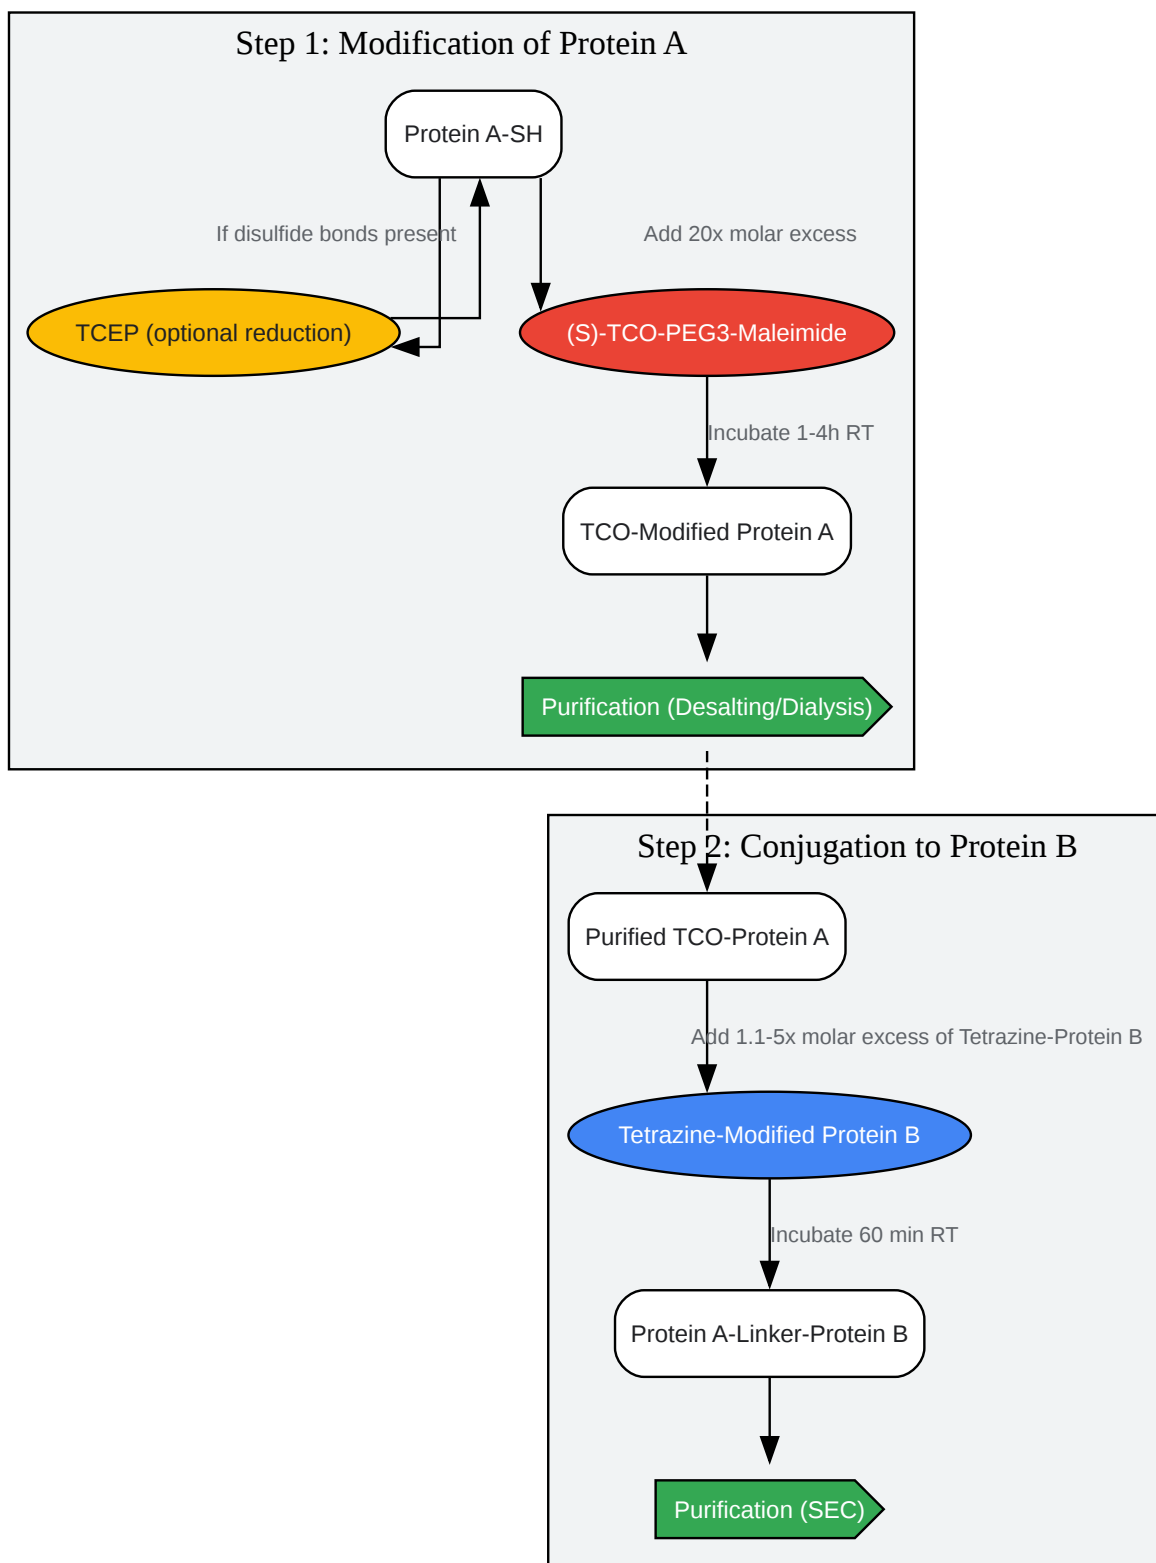 Step 1: Modification of Protein A
Protein A-SH
If disulfide bonds present
Add 20x molar excess
TCEP (optional reduction)
(S)-TCO-PEG3-Maleimide
Incubate 1-4h RT
TCO-Modified Protein A
Purification (Desalting/Dialysis)
Step 2: Conjugation to Protein B
Purified TCO-Protein A
Add 1.1-5x molar excess of Tetrazine-Protein B
Tetrazine-Modified Protein B
Incubate 60 min RT
Protein A-Linker-Protein B
Purification (SEC)